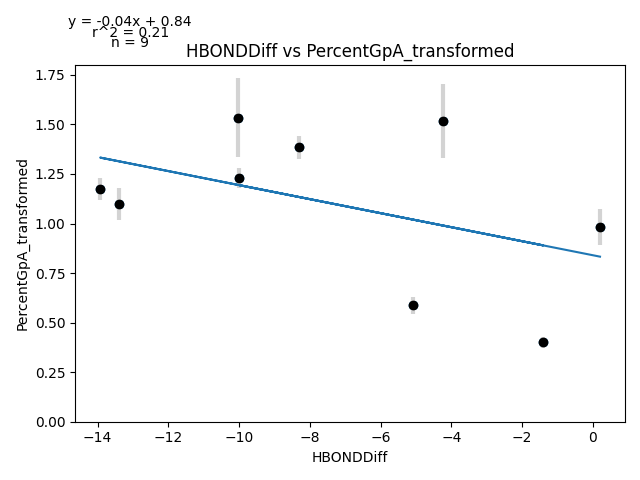 y = -0.04x + 0.84
r^2 = 0.21
n = 9
HBONDDiff vs PercentGpA_transformed
1.75
1.50
1.25
1.00
0.75
0.50
0.25
0.00
PercentGpA_transformed
−14
−12
−10
−8
−6
−4
−2
0
HBONDDiff